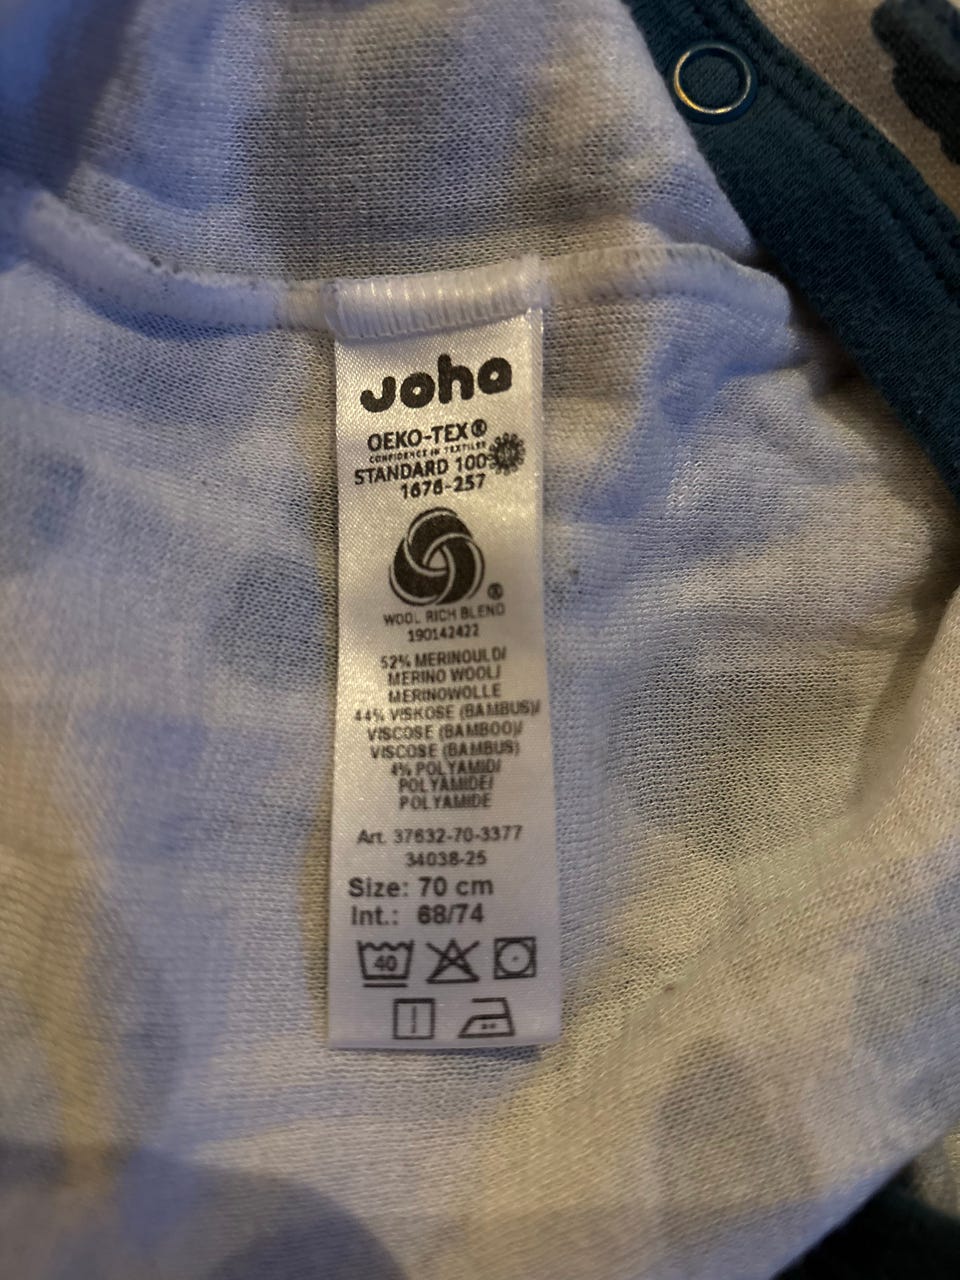 Joha
OEKO-TEX®
CONFIDENCE IN TEXTILES
STANDARD 100
1676-257
®
WOOL RICH BLEND
190142422
52% MERINOULD/
MERINO WOOL/
MERINOWOLLE
44% VISKOSE (BAMBUS)/
VISCOSE (BAMBOO)/
VISCOSE (BAMBUS)
4% POLYAMID/
POLYAMIDE/
POLYAMIDE
Art. 37632-70-3377
34038-25
Size: 70 cm
Int.: 68/74
40